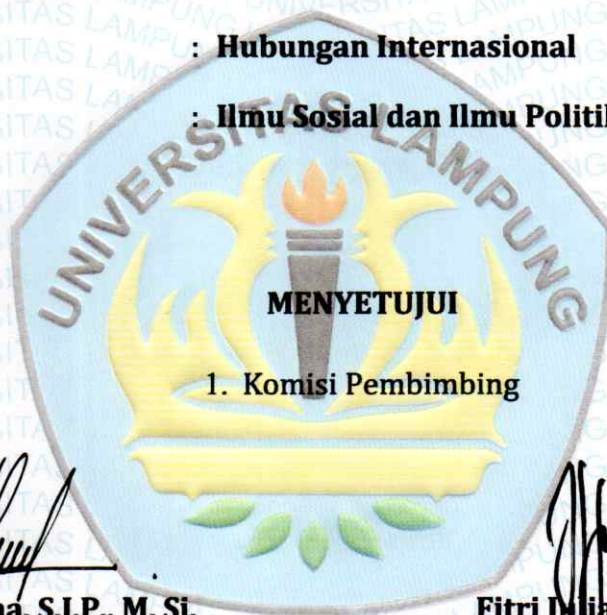 : Hubungan Internasional
: Ilmu Sosial dan Ilmu Politik
UNIVERSITAS LAMPUNG
MENYETUJUI
1. Komisi Pembimbing
S.I.P., M. Si.
Fitri